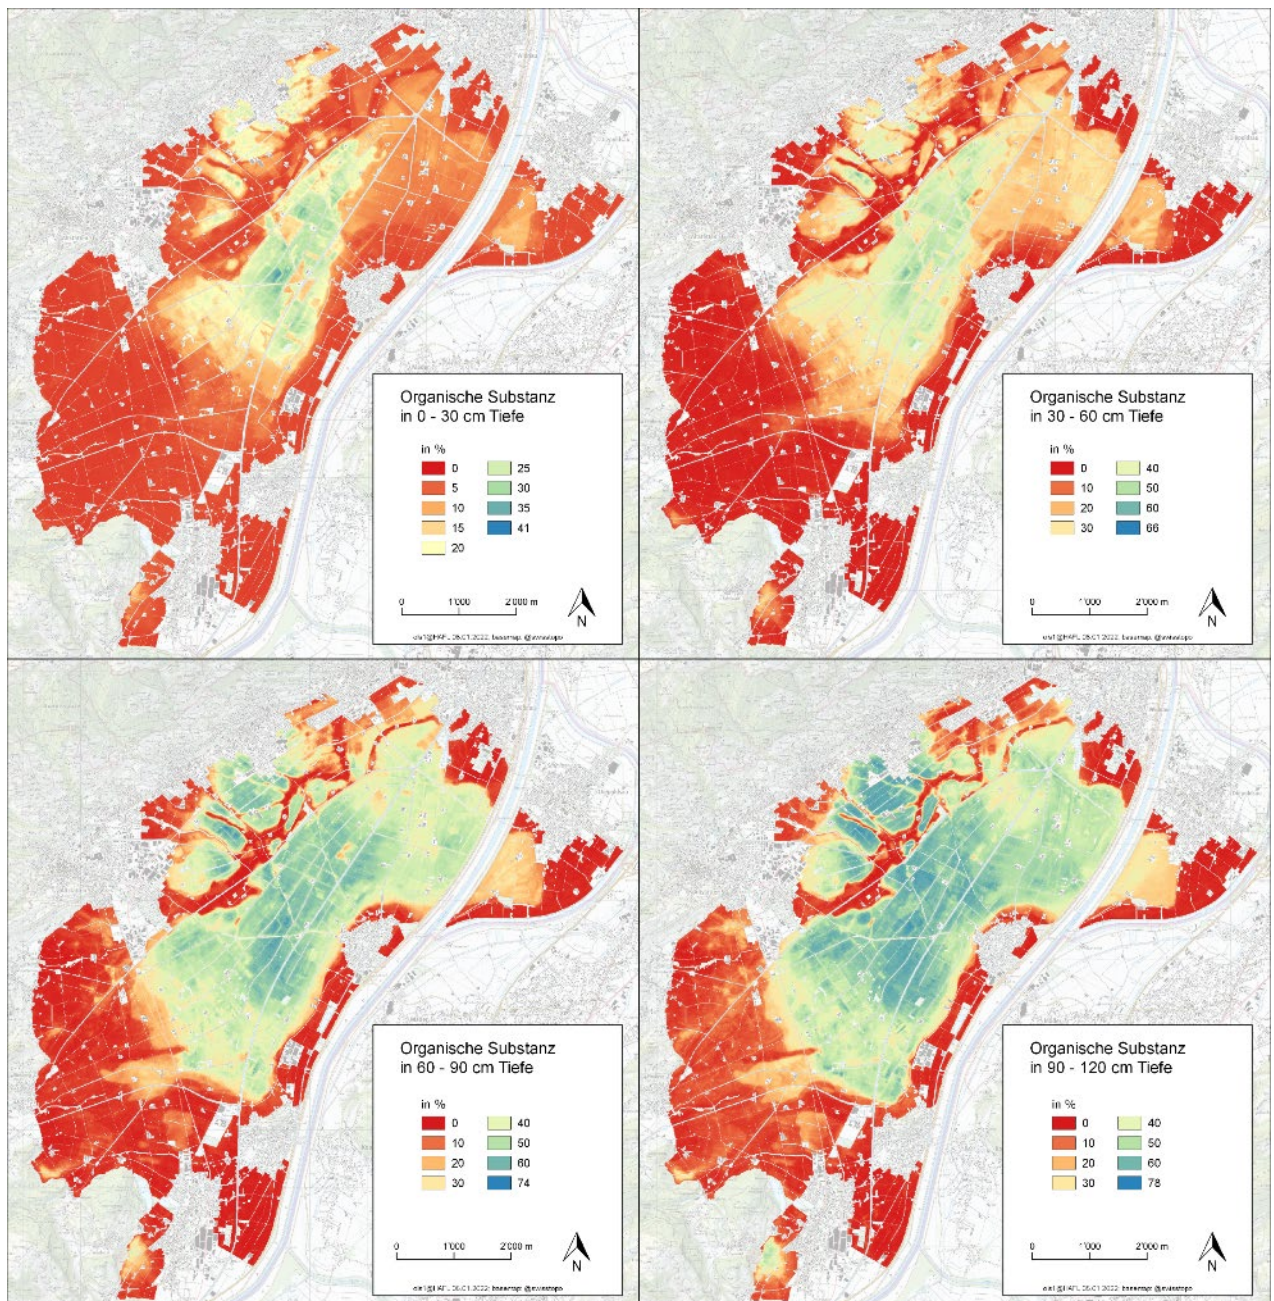 Organische Substanz
in 0 - 30 cm Tiefe
in %
0 25
5 30
10 35
15 41
20
0 1'000 2'000 m
N
Organische Substanz
in 30 - 60 cm Tiefe
in %
0 40
10 50
20 60
30 66
0 1'000 2'000 m
N
Organische Substanz
in 60 - 90 cm Tiefe
in %
0 40
10 50
20 60
30 74
0 1'000 2'000 m
N
Organische Substanz
in 90 - 120 cm Tiefe
in %
0 40
10 50
20 60
30 78
0 1'000 2'000 m
N